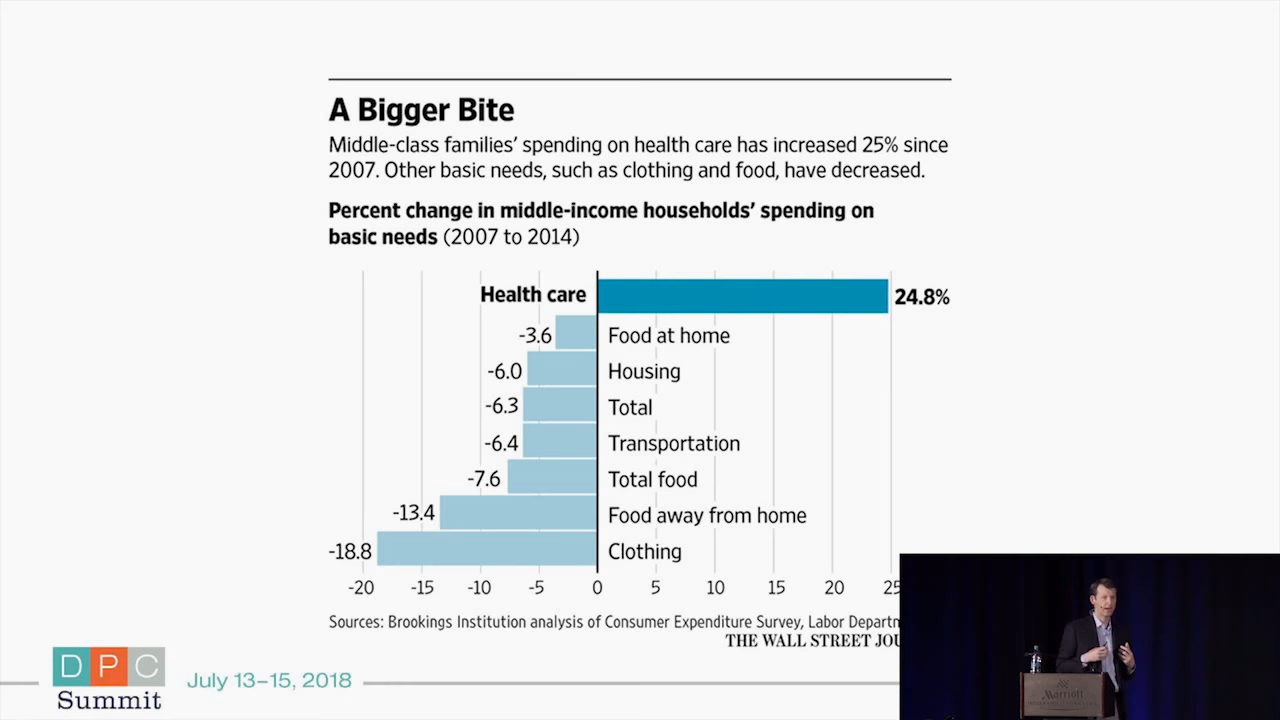 A Bigger Bite
Middle-class families' spending on health care has increased 25% since
2007. Other basic needs, such as clothing and food, have decreased.
Percent change in middle-income households' spending on
basic needs (2007 to 2014)
Health care 24.8%
-3.6 Food at home
-6.0 Housing
-6.3 Total
-6.4 Transportation
-7.6 Total food
-13.4 Food away from home
-18.8 Clothing
-20 -15 -10 -5 0 5 10 15 20 25
Sources: Brookings Institution analysis of Consumer Expenditure Survey, Labor Departm
THE WALL STREET JOU
DPC
Summit
July 13–15, 2018
Marriott